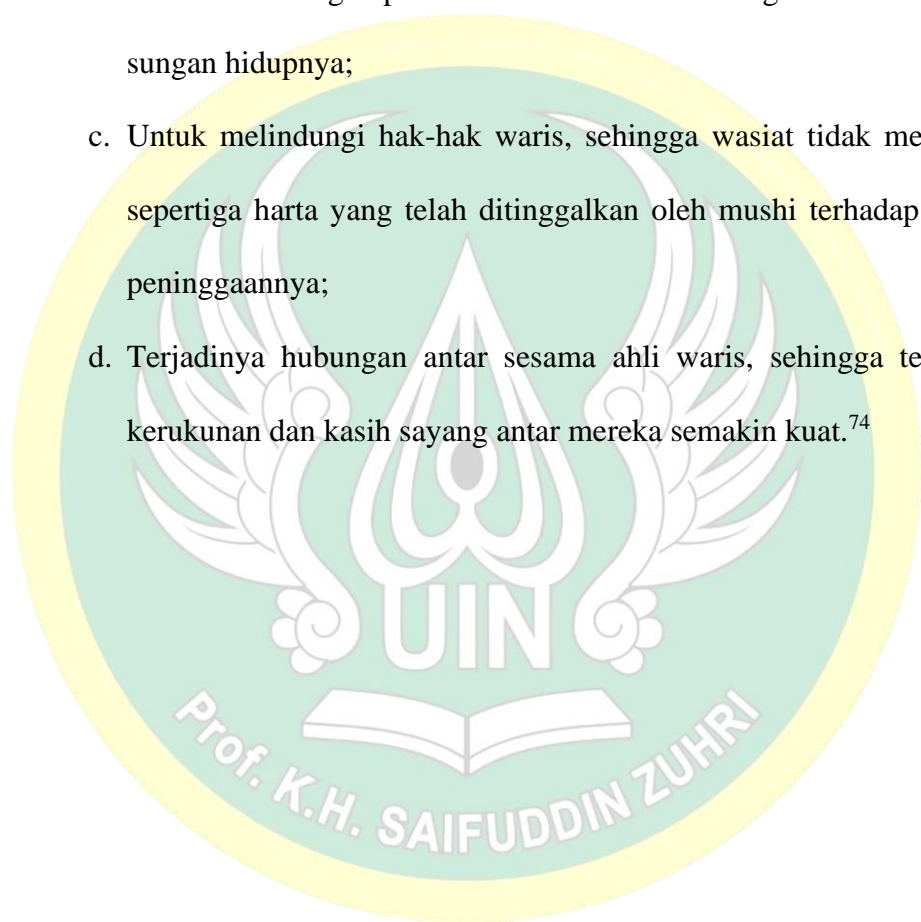 sungan hidupnya;
c. Untuk melindungi hak-hak waris, sehingga wasiat tidak
sepertiga harta yang telah ditinggalkan oleh mushi terhadap
peninggaannya;
d. Terjadinya hubungan antar sesama ahli waris, sehingga
kerukunan dan kasih sayang antar mereka semakin kuat.74
UIN
Prof. K.H. SAIFUDDIN ZUHRI